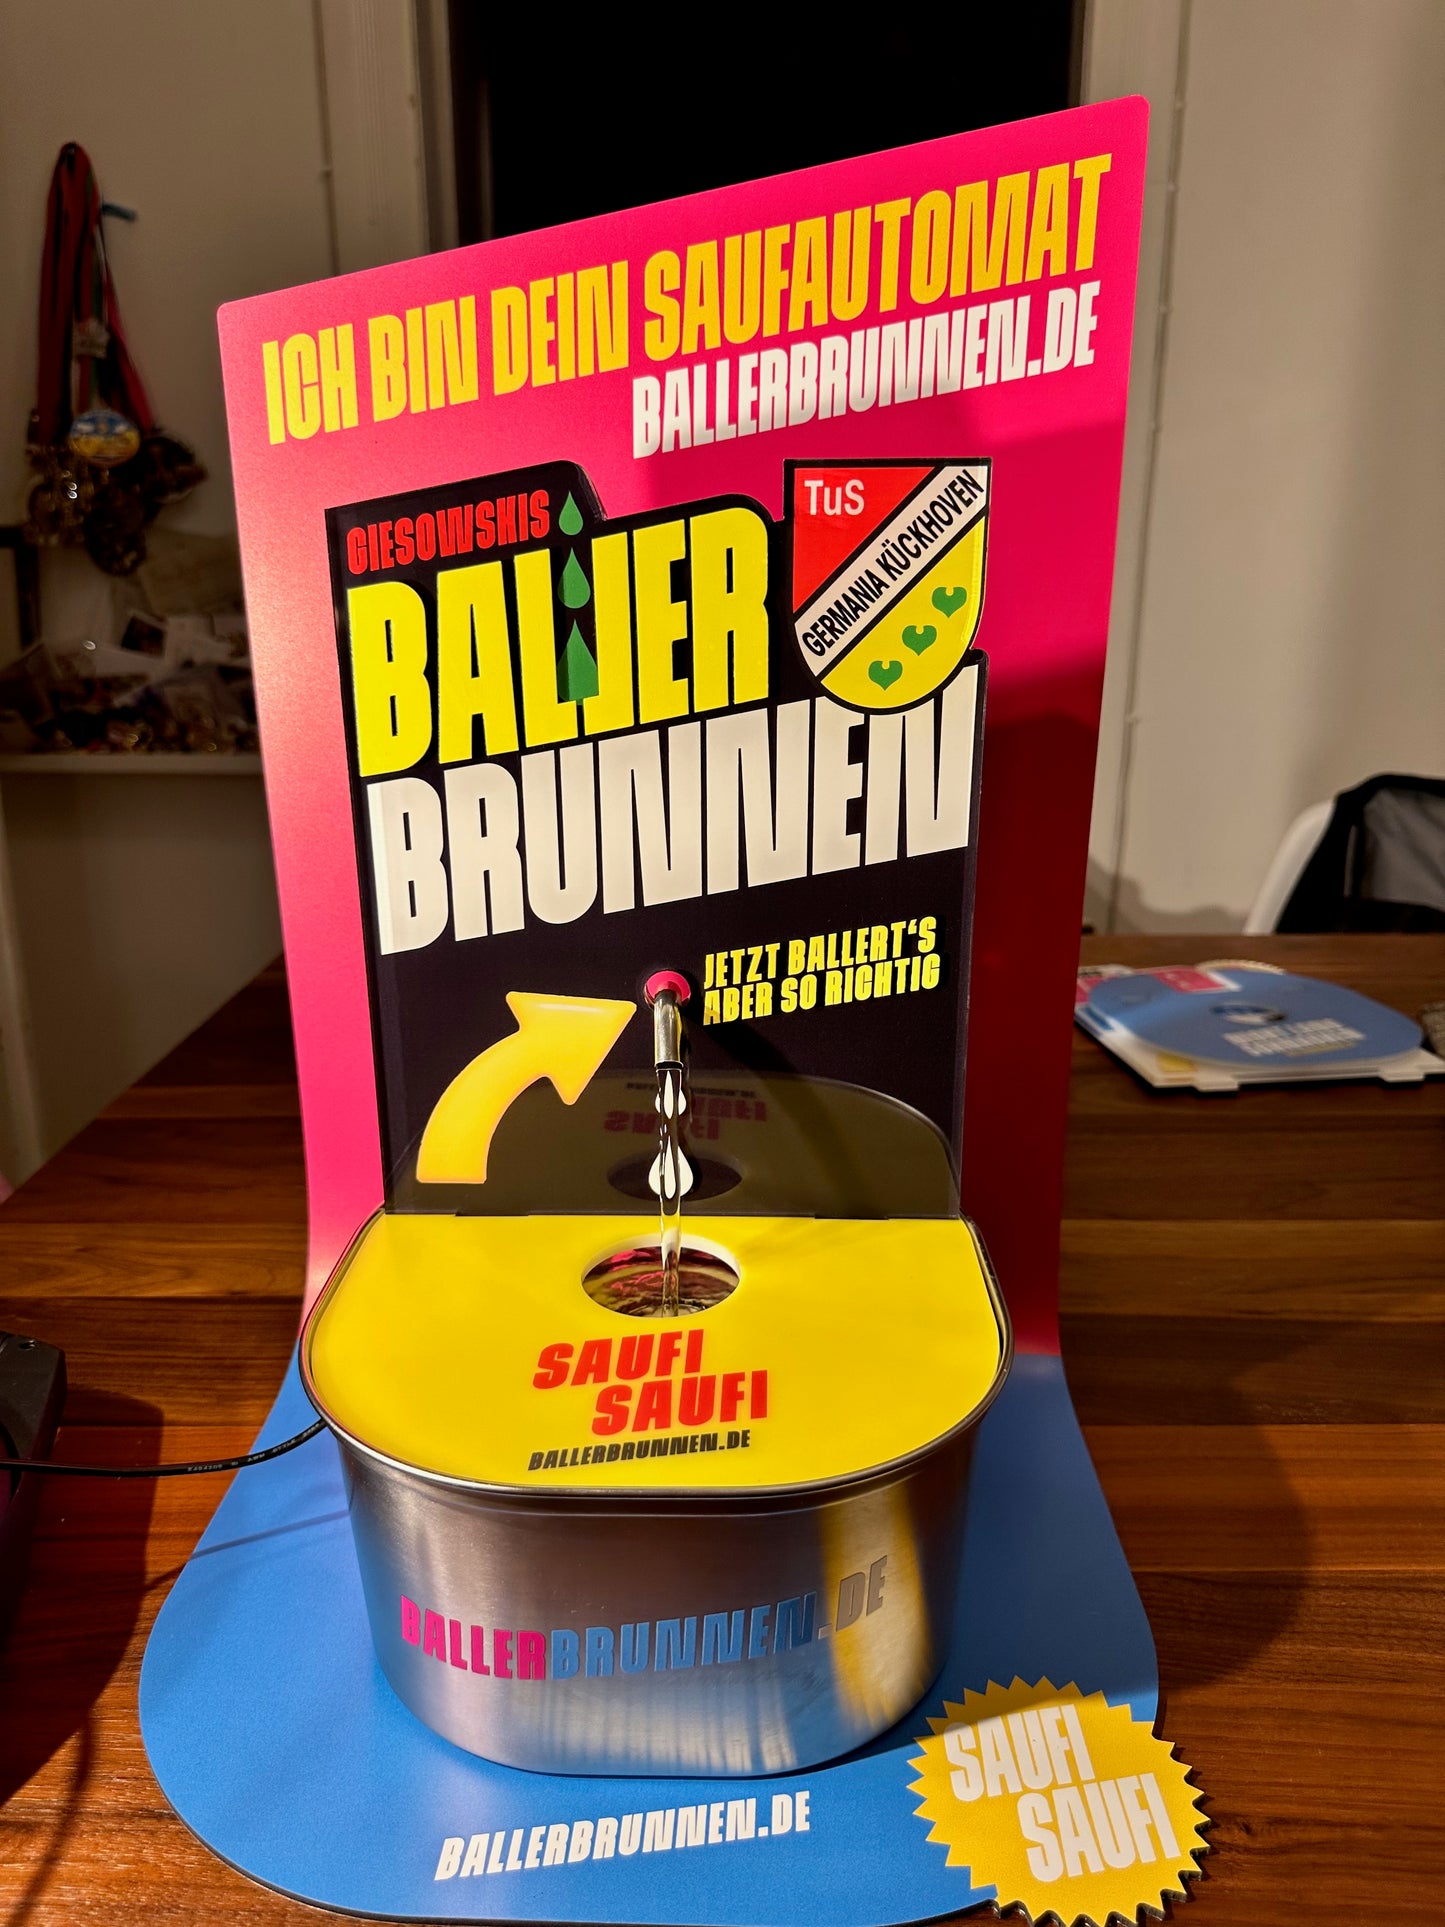 ICH BIN DEIN SAUFAUTOMAT
BALLERBRUNNEN.DE
GIESOWSKIS
BALLER
BRUNNEN
TuS
GERMANIA KÜCKHOVEN
JETZT BALLERT‘S
ABER SO RICHTIG
SAUFI
SAUFI
BALLERBRUNNEN.DE
BALLERBRUNNEN.DE
BALLERBRUNNEN.DE
SAUFI
SAUFI